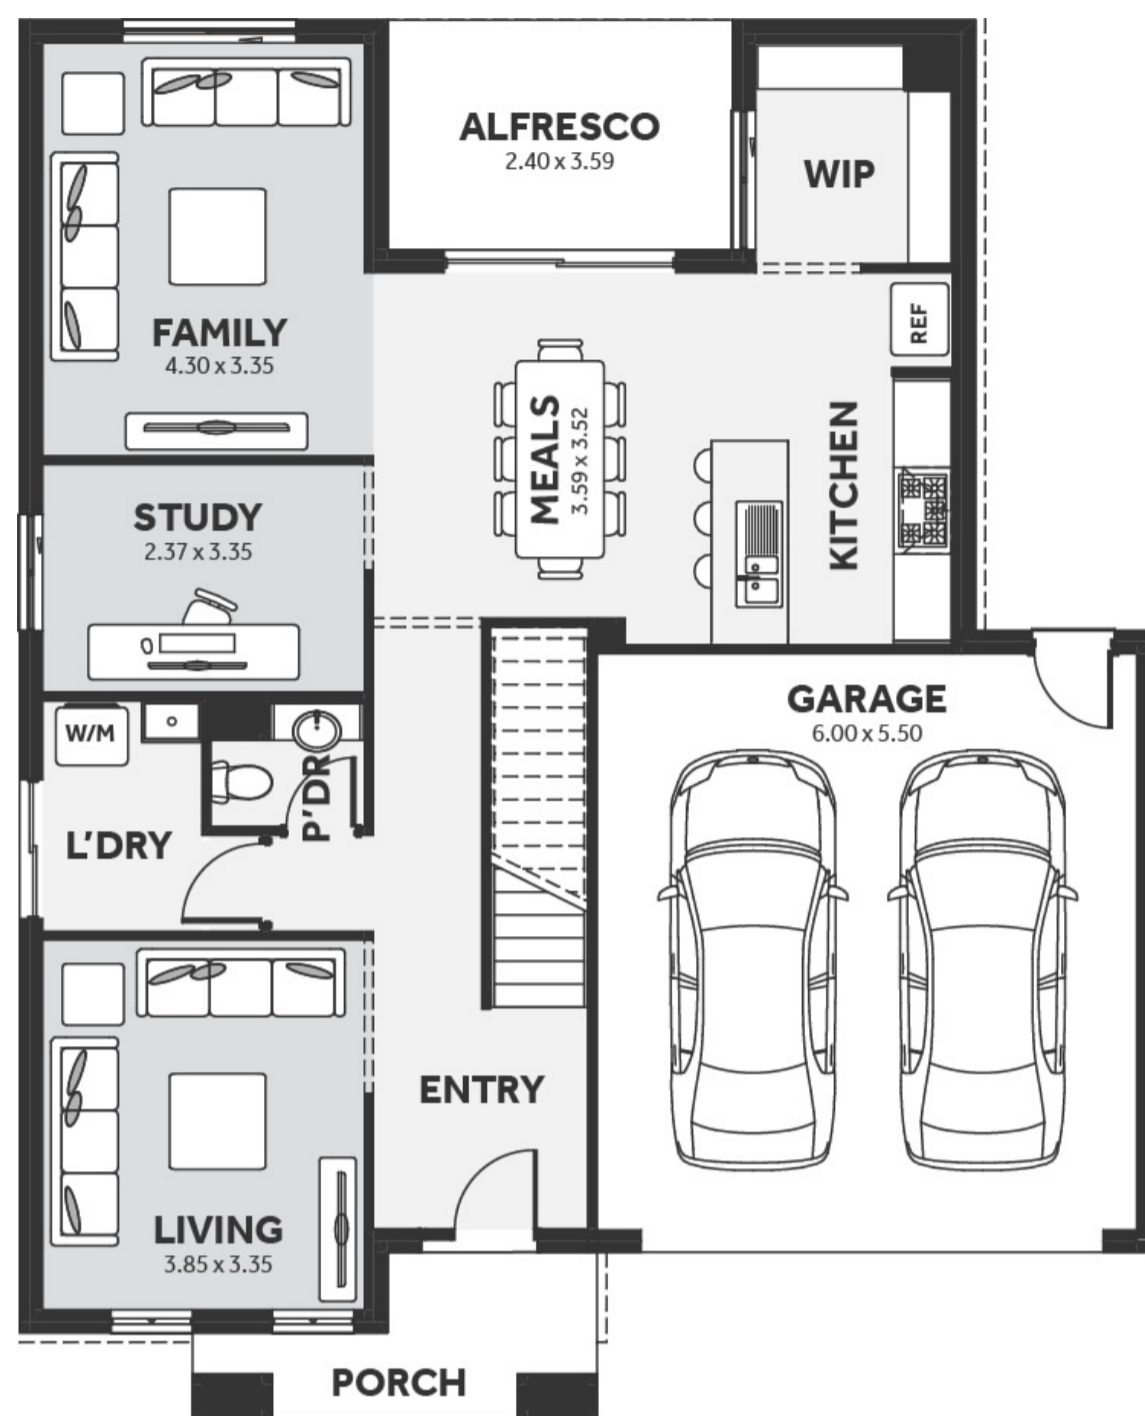 ALFRESCO
2.40 x 3.59
WIP
FAMILY
4.30 x 3.35
REF
MEALS
3.59 x 3.52
KITCHEN
STUDY
2.37 x 3.35
W/M
P'DR
L'DRY
GARAGE
6.00 x 5.50
ENTRY
LIVING
3.85 x 3.35
PORCH